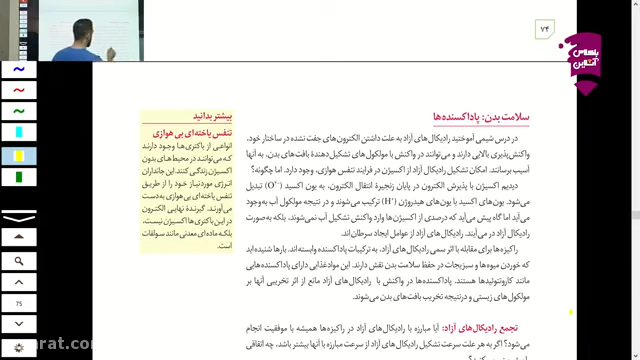 ۷۴
کلاس
آنلاین
سلامت بدن: پاداکسنده‌ها
در درس شیمی آموختید رادیکال‌های آزاد به علت داشتن الکترون‌های جفت نشده در ساختار خود،
واکنش‌پذیری بالایی دارند و می‌توانند در واکنش با مولکول‌های تشکیل دهندهٔ بافت‌های بدن، به آنها
آسیب برسانند. امکان تشکیل رادیکال‌های آزاد از اکسیژن در فرایند تنفس هوازی، وجود دارد. اما چگونه؟
دیدیم اکسیژن با پذیرش الکترون در پایان زنجیرهٔ انتقال الکترون، به یون اکسید (O²⁻) تبدیل
می‌شود. یون‌های اکسید با یون‌های هیدروژن (H⁺) ترکیب می‌شوند و در نتیجه مولکول آب به‌وجود
می‌آید اما گاه پیش می‌آید که درصدی از اکسیژن‌ها وارد واکنش تشکیل آب نمی‌شوند، بلکه به‌صورت
رادیکال آزاد در می‌آیند. رادیکال‌های آزاد از عوامل ایجاد سرطان‌اند.
راکیزه‌ها برای مقابله با اثر سمی رادیکال‌های آزاد، به ترکیبات پاداکسنده وابسته‌اند. بارها شنیده‌اید
که خوردن میوه‌ها و سبزیجات در حفظ سلامت بدن نقش دارند. این مواد غذایی دارای پاداکسنده‌هایی
مانند کاروتنوئیدها هستند. پاداکسنده‌ها در واکنش با رادیکال‌های آزاد مانع از اثر تخریبی آنها بر
مولکول‌های زیستی و در‌نتیجه تخریب بافت‌های بدن می‌شوند.
تجمع رادیکال‌های آزاد: آیا مبارزه با رادیکال‌های آزاد در راکیزه‌ها همیشه با موفقیت انجام
می‌شود؟ اگر به هر علت سرعت تشکیل رادیکال‌های آزاد از سرعت مبارزه با آنها بیشتر باشد، چه اتفاقی
بیشتر بدانید
تنفس یاخته‌ای بی‌هوازی
انواعی از باکتری‌ها وجود دارند
که می‌توانند در محیط‌های بدون
اکسیژن زندگی کنند. این جانداران
انرژی مورد‌نیاز خود را از طریق
تنفس یاخته‌ای بی‌هوازی به‌دست
می‌آورند. گیرندهٔ نهایی الکترون
در این باکتری‌ها اکسیژن نیست،
بلکه ماده‌ای معدنی مانند سولفات
است.
75
arat.com